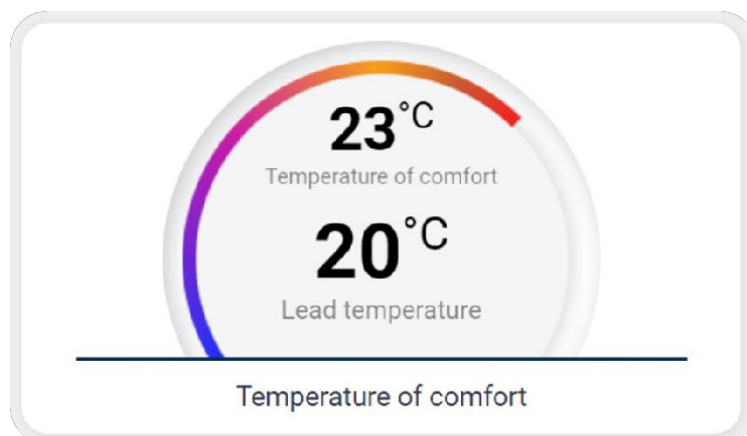 23°C
Temperature of comfort
20°C
Lead temperature
Temperature of comfort